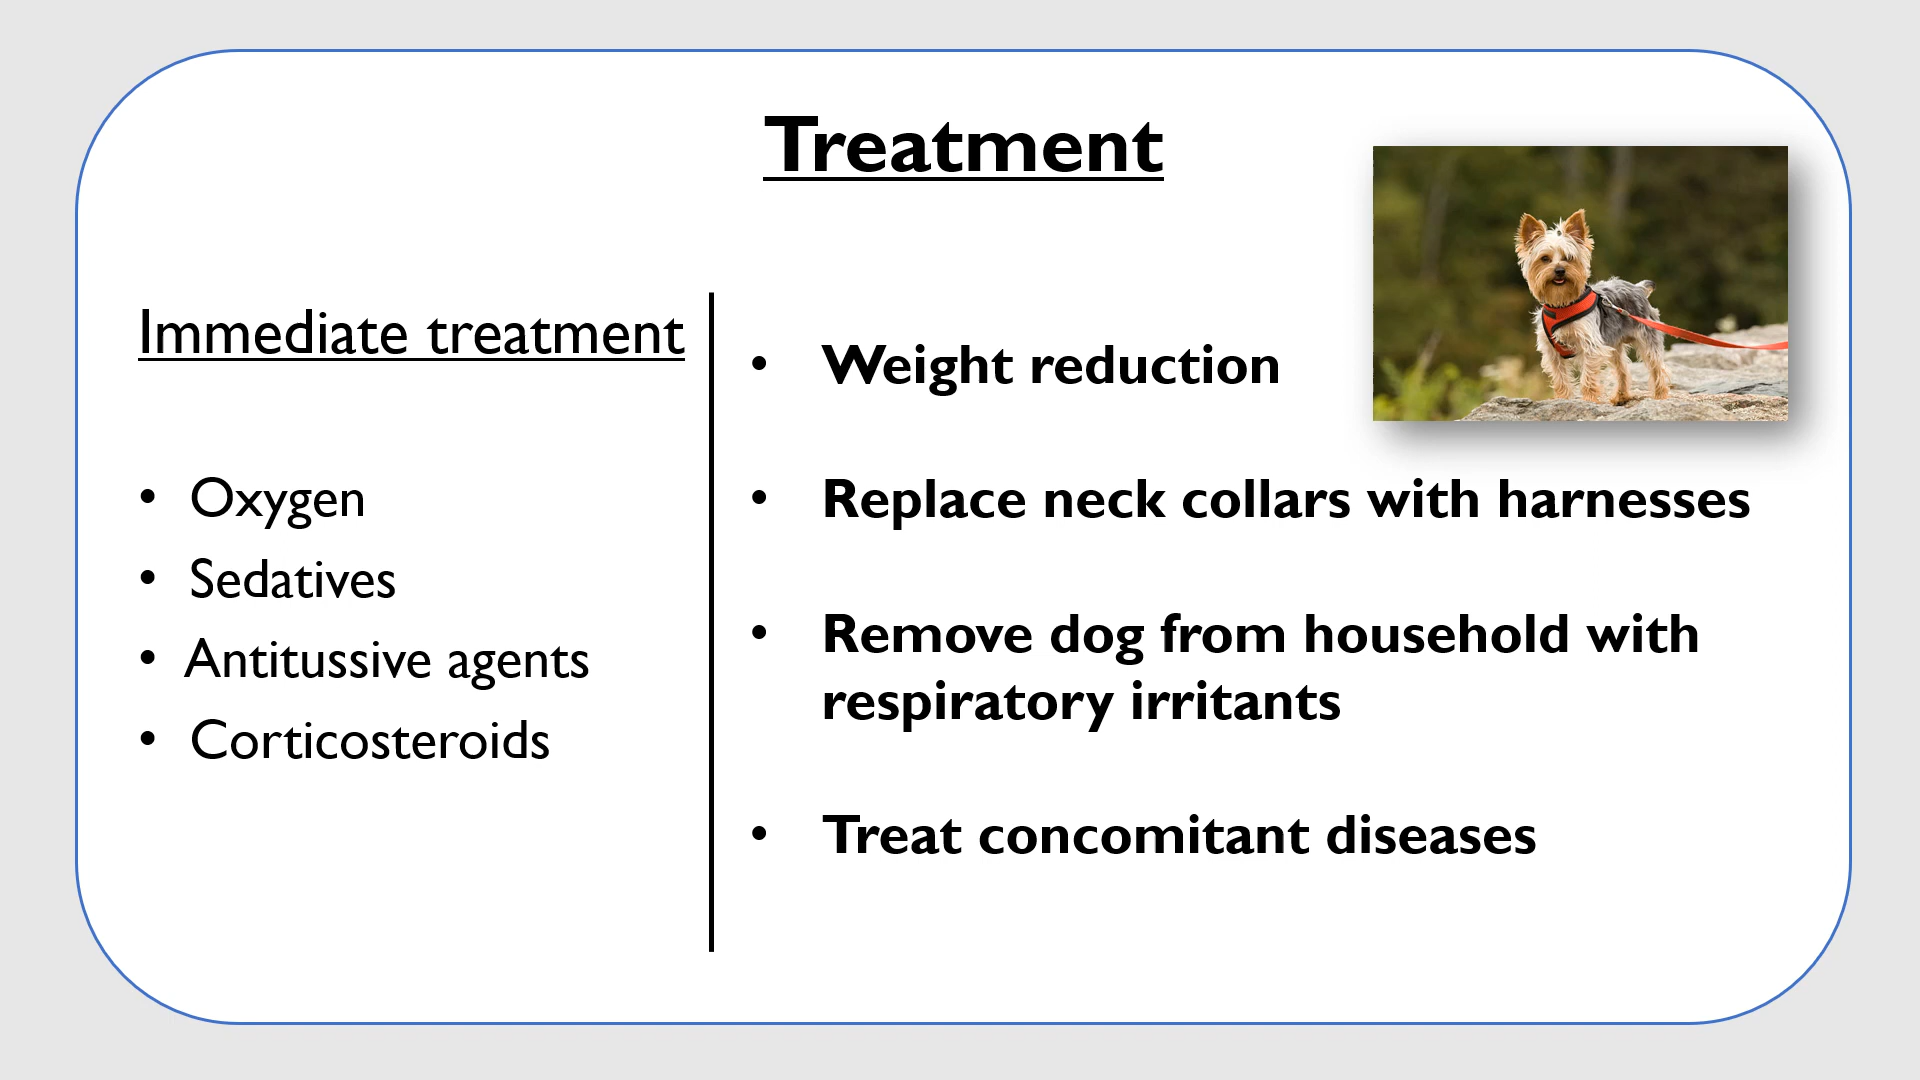 Treatment
Immediate treatment
• Oxygen
• Sedatives
• Antitussive agents
• Corticosteroids
• Weight reduction
• Replace neck collars with harnesses
• Remove dog from household with
respiratory irritants
• Treat concomitant diseases